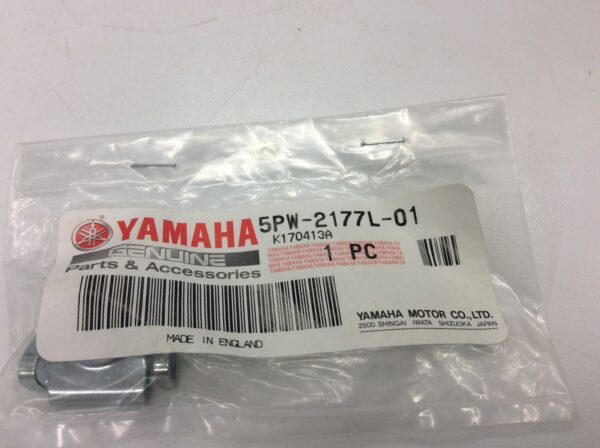 YAMAHA
GENUINE
Parts & Accessories
5PW-2177L-01
K170413A
1 PC
YAMAHA MOTOR CO., LTD.
2500 SHINGAI IWATA SHIZUOKA JAPAN
MADE IN ENGLAND